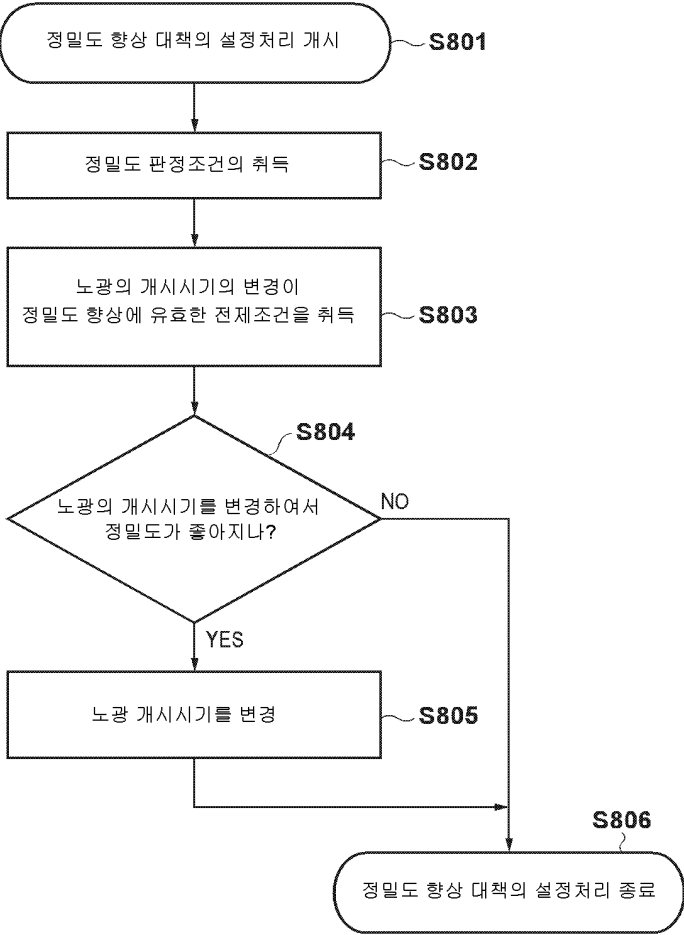 정밀도 향상 대책의 설정처리 개시
S801
정밀도 판정조건의 취득
S802
노광의 개시시기의 변경이
정밀도 향상에 유효한 전제조건을 취득
S803
S804
노광의 개시시기를 변경하여서
정밀도가 좋아지나?
NO
YES
노광 개시시기를 변경
S805
S806
정밀도 향상 대책의 설정처리 종료